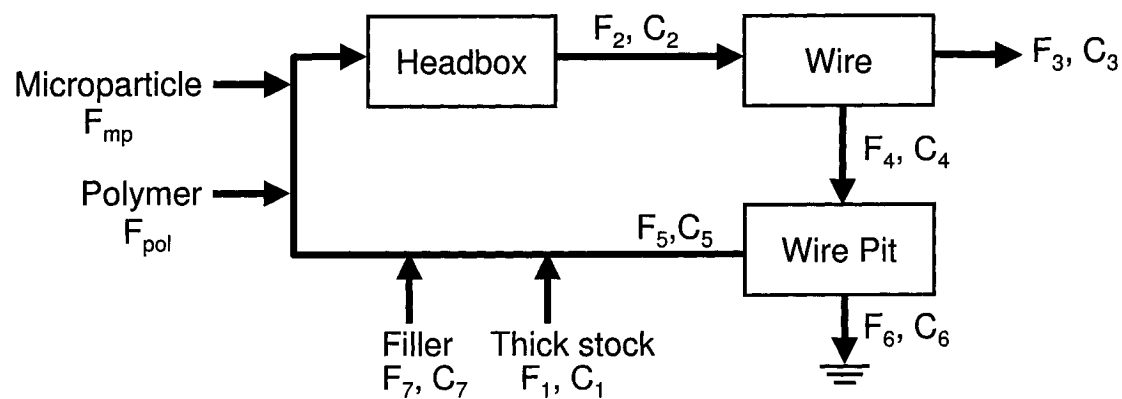 Headbox
F2, C2
Wire
F3, C3
Microparticle
Fmp
F4, C4
Polymer
Fpol
F5,C5
Wire Pit
Filler
F7, C7
Thick stock
F1, C1
F6, C6